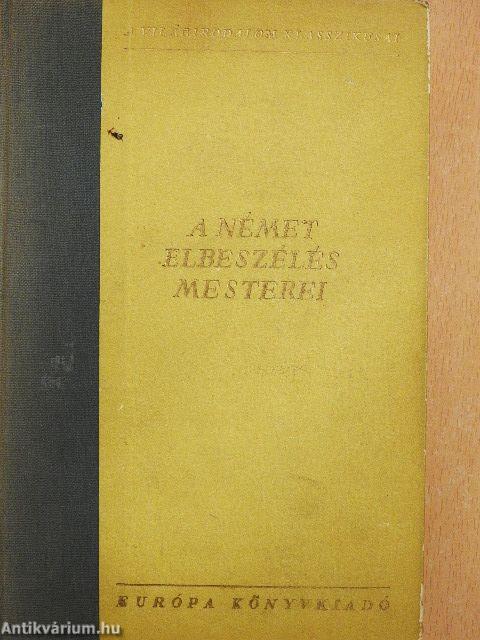 A VILÁGIRODALOM KLASSZIKUSAI
A NÉMET
ELBESZÉLÉS
MESTEREI
EURÓPA KÖNYVKIADÓ
Antikvárium.hu